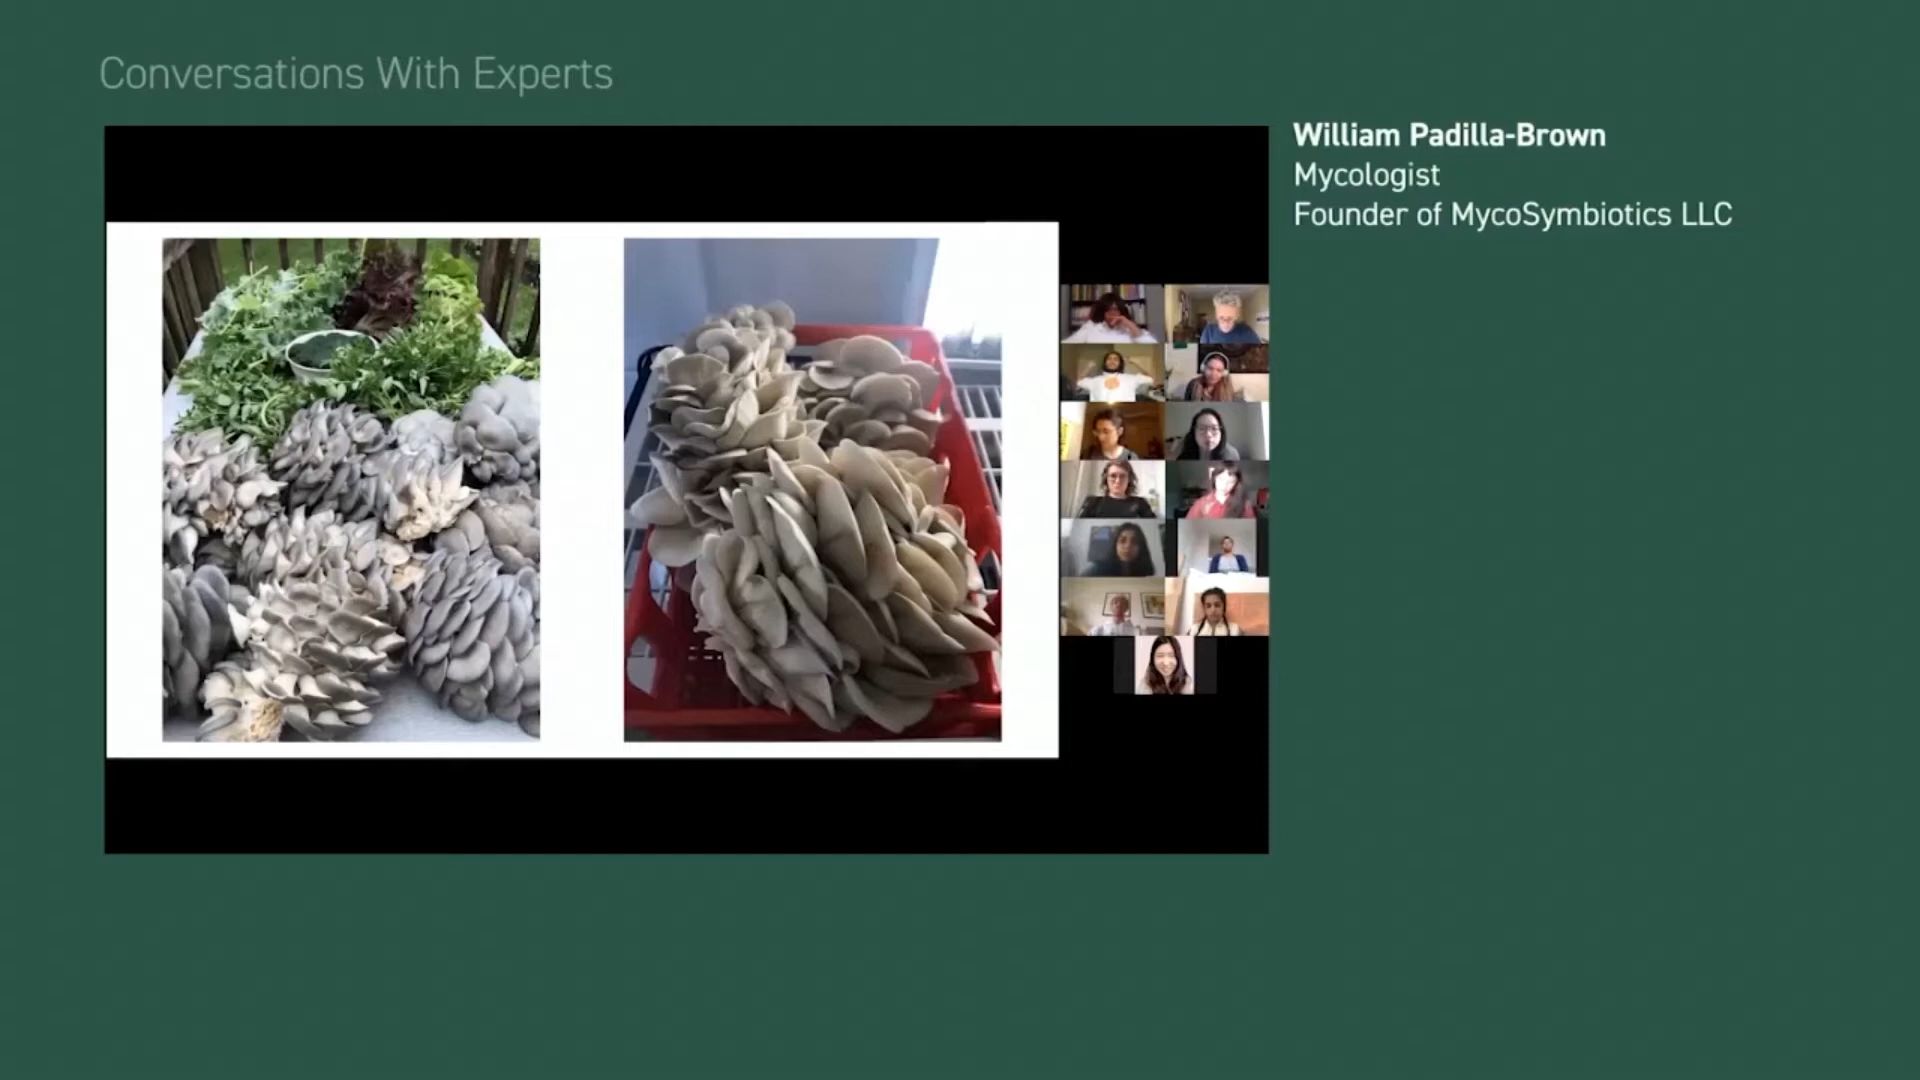 Conversations With Experts
William Padilla-Brown
Mycologist
Founder of MycoSymbiotics LLC